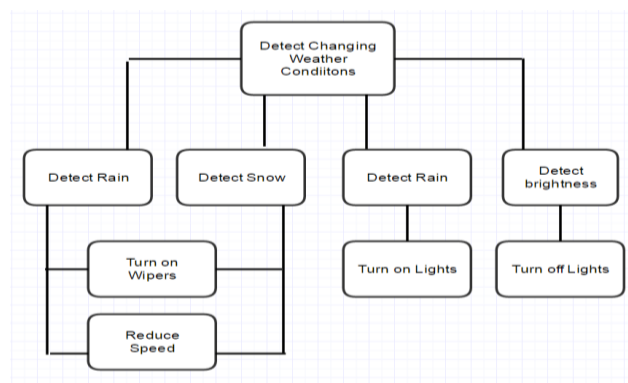 Detect Changing
Weather
Condiitons
Detect Rain
Detect Snow
Detect Rain
Detect
brightness
Turn on
Wipers
Turn on Lights
Turn off Lights
Reduce
Speed